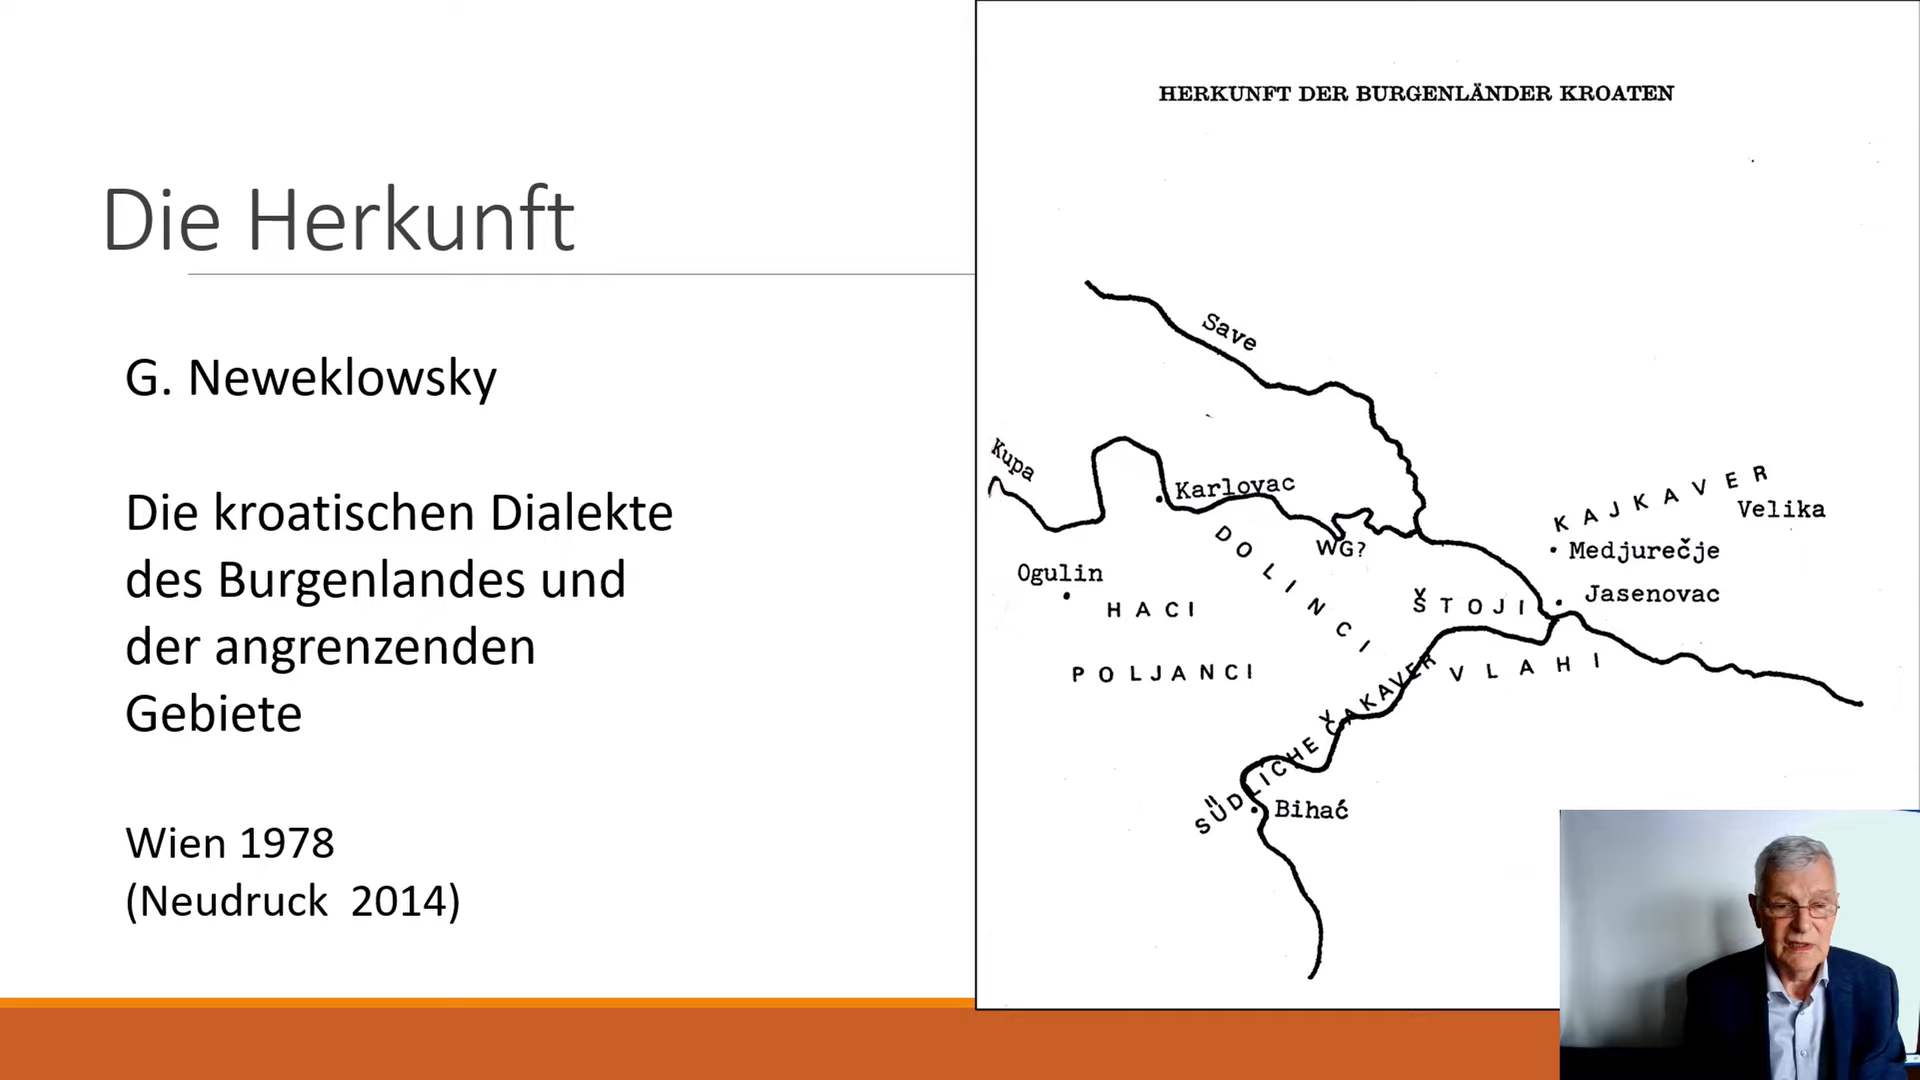 Die Herkunft
G. Neweklowsky
Die kroatischen Dialekte
des Burgenlandes und
der angrenzenden
Gebiete
Wien 1978
(Neudruck 2014)
HERKUNFT DER BURGENLÄNDER KROATEN
Save
Kupa
Karlovac
KAJKAVER
Velika
DOLINCI
WG?
Medjurečje
Ogulin
HACI
ŠTOJI
Jasenovac
POLJANCI
VLAHI
SÜDLICHE ČAKAVER
Bihać